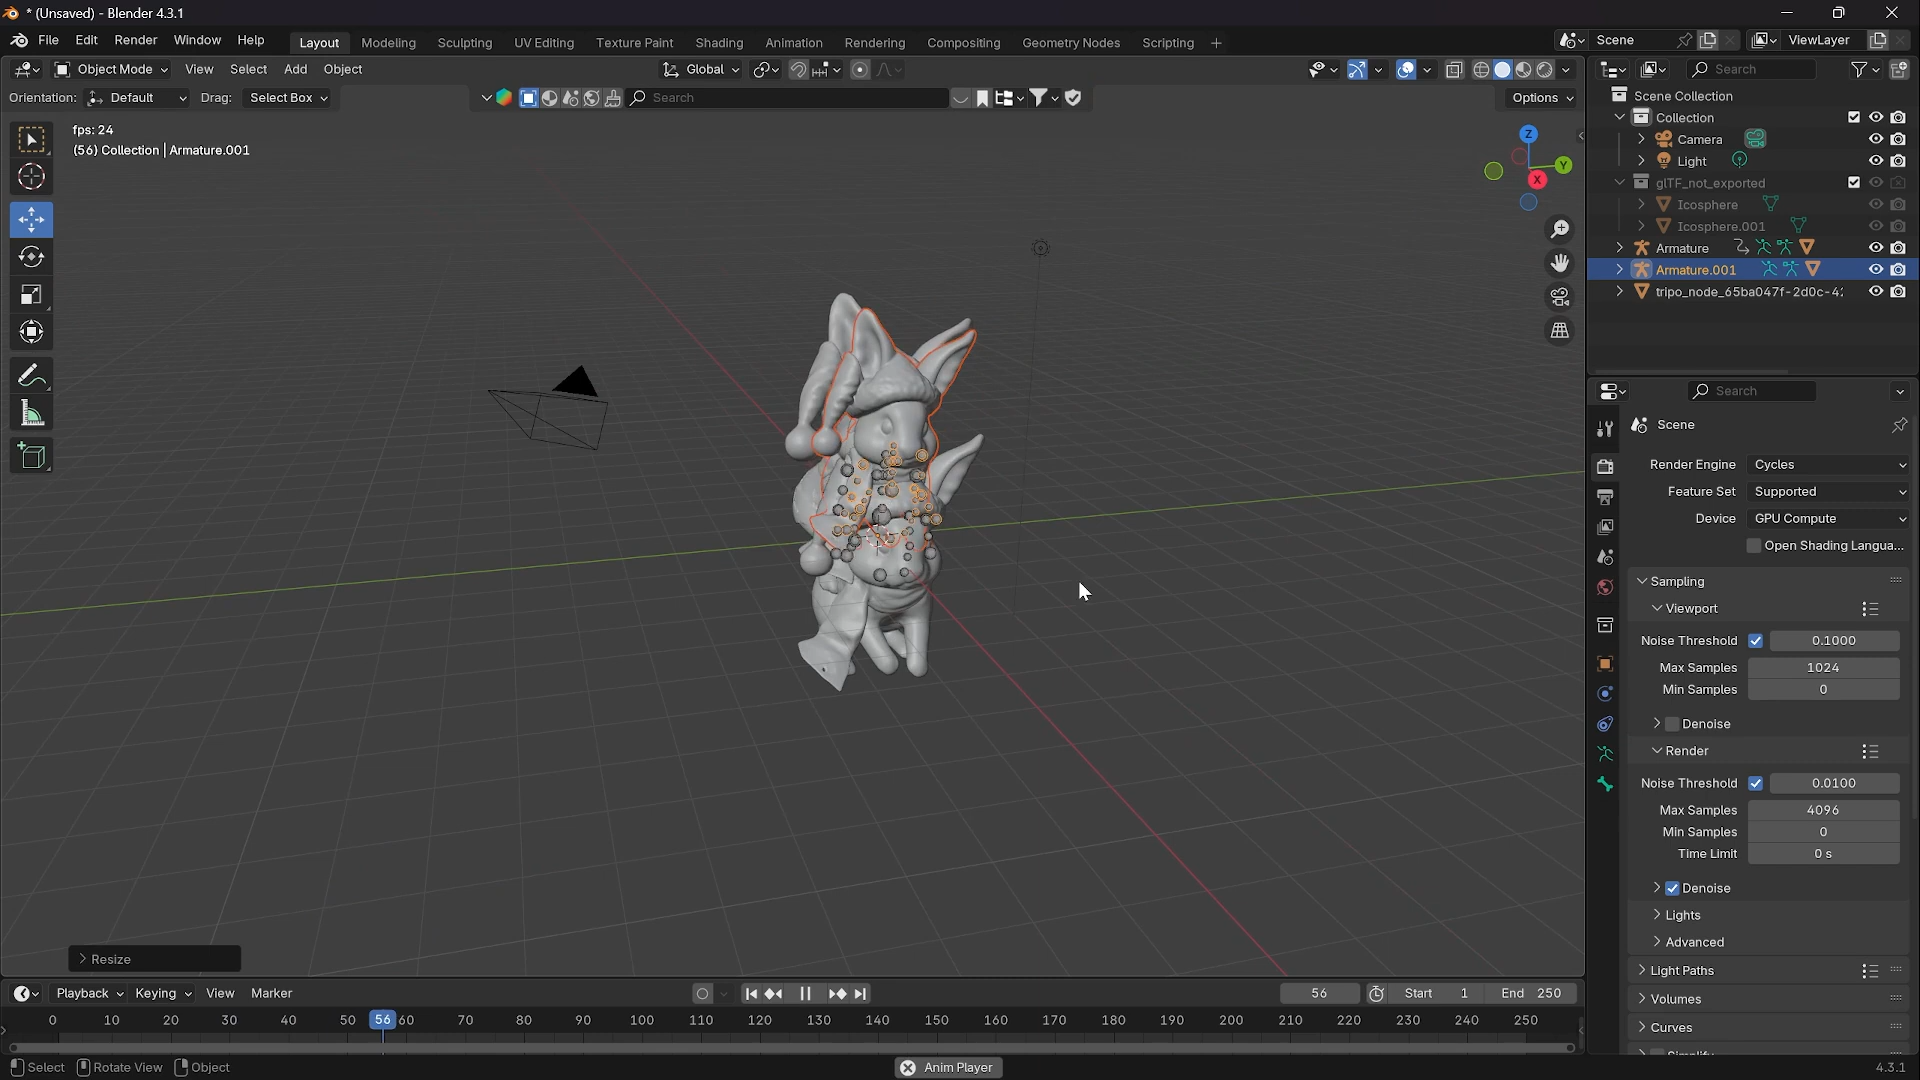 * (Unsaved) - Blender 4.3.1
File Edit Render Window Help
Layout Modeling Sculpting UV Editing Texture Paint Shading Animation Rendering Compositing Geometry Nodes Scripting +
Scene
ViewLayer
Object Mode View Select Add Object
Global
Search
Orientation: Default Drag: Select Box
Search
Options
fps: 24
(56) Collection | Armature.001
Z
Y
X
Scene Collection
Collection
Camera
Light
glTF_not_exported
Icosphere
Icosphere.001
Armature
Armature.001
tripo_node_65ba047f-2d0c-42
Search
Scene
Render Engine Cycles
Feature Set Supported
Device GPU Compute
Open Shading Langua...
Sampling
Viewport
Noise Threshold 0.1000
Max Samples 1024
Min Samples 0
Denoise
Render
Noise Threshold 0.0100
Max Samples 4096
Min Samples 0
Time Limit 0 s
Denoise
Lights
Advanced
Light Paths
Volumes
Curves
Resize
Playback Keying View Marker
56 Start 1 End 250
0 10 20 30 40 50 56 60 70 80 90 100 110 120 130 140 150 160 170 180 190 200 210 220 230 240 250
Select Rotate View Object
Anim Player
4.3.1